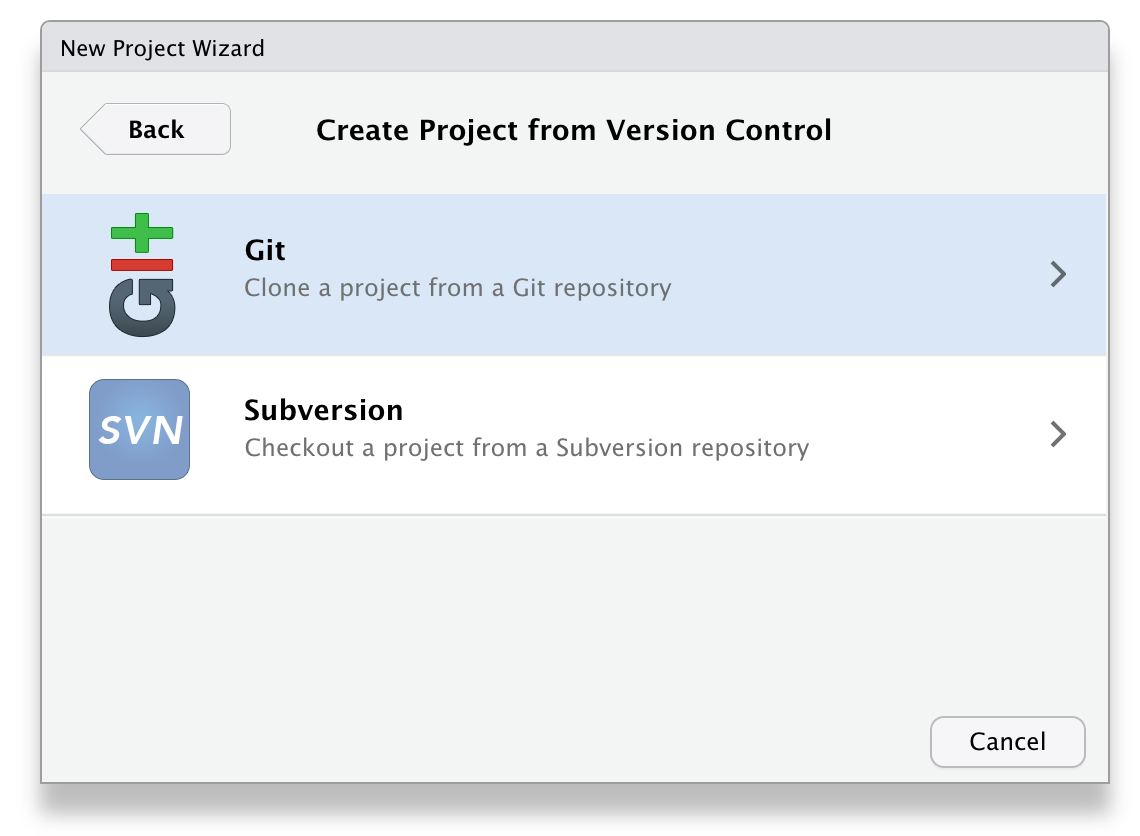 New Project Wizard
Back
Create Project from Version Control
Git
Git
Clone a project from a Git repository
SVN
Subversion
Checkout a project from a Subversion repository
Cancel